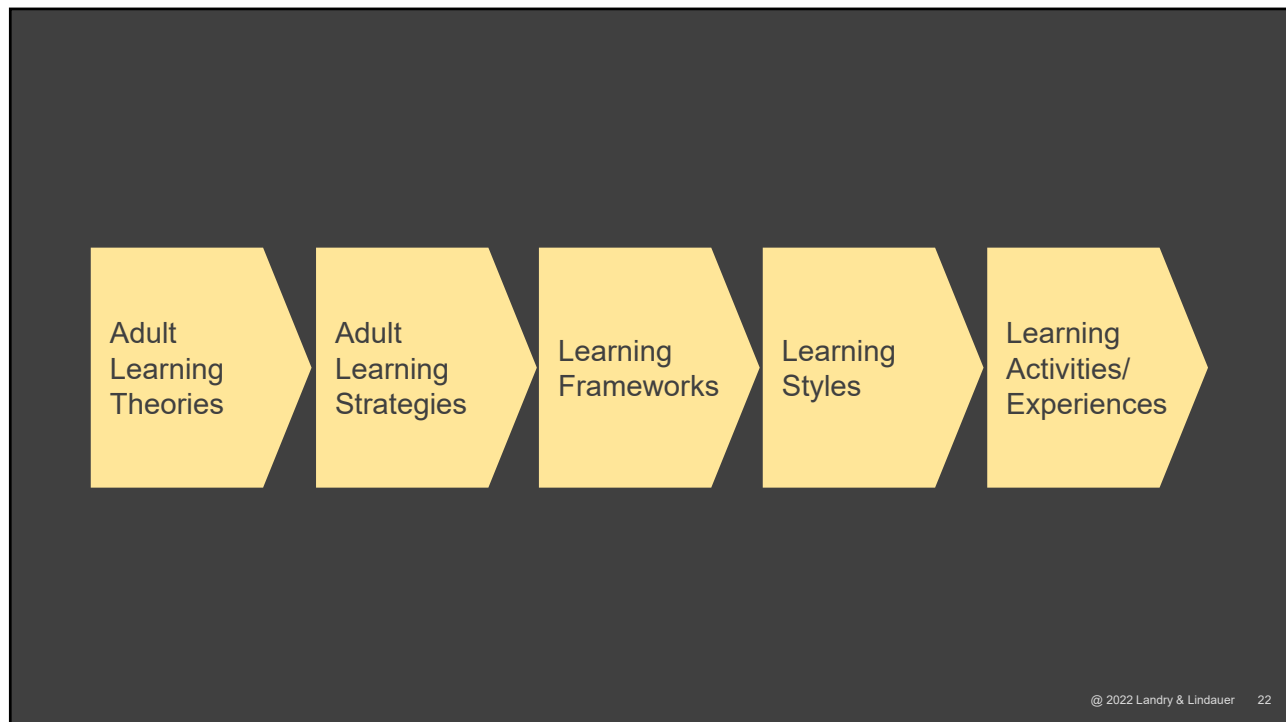 Adult
Learning
Theories
Adult
Learning
Strategies
Learning
Frameworks
Learning
Styles
Learning
Activities/
Experiences
@ 2022 Landry & Lindauer 22